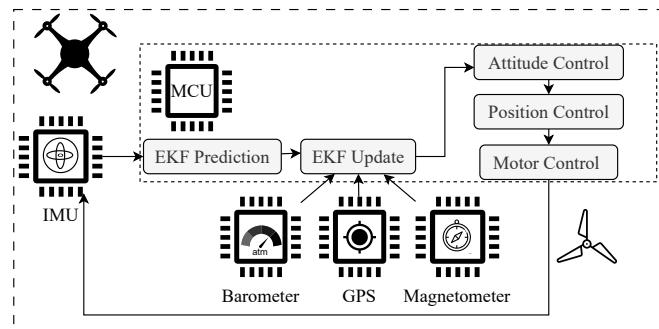 Attitude Control
MCU
Position Control
EKF Prediction
EKF Update
Motor Control
IMU
atm
Barometer
GPS
Magnetometer